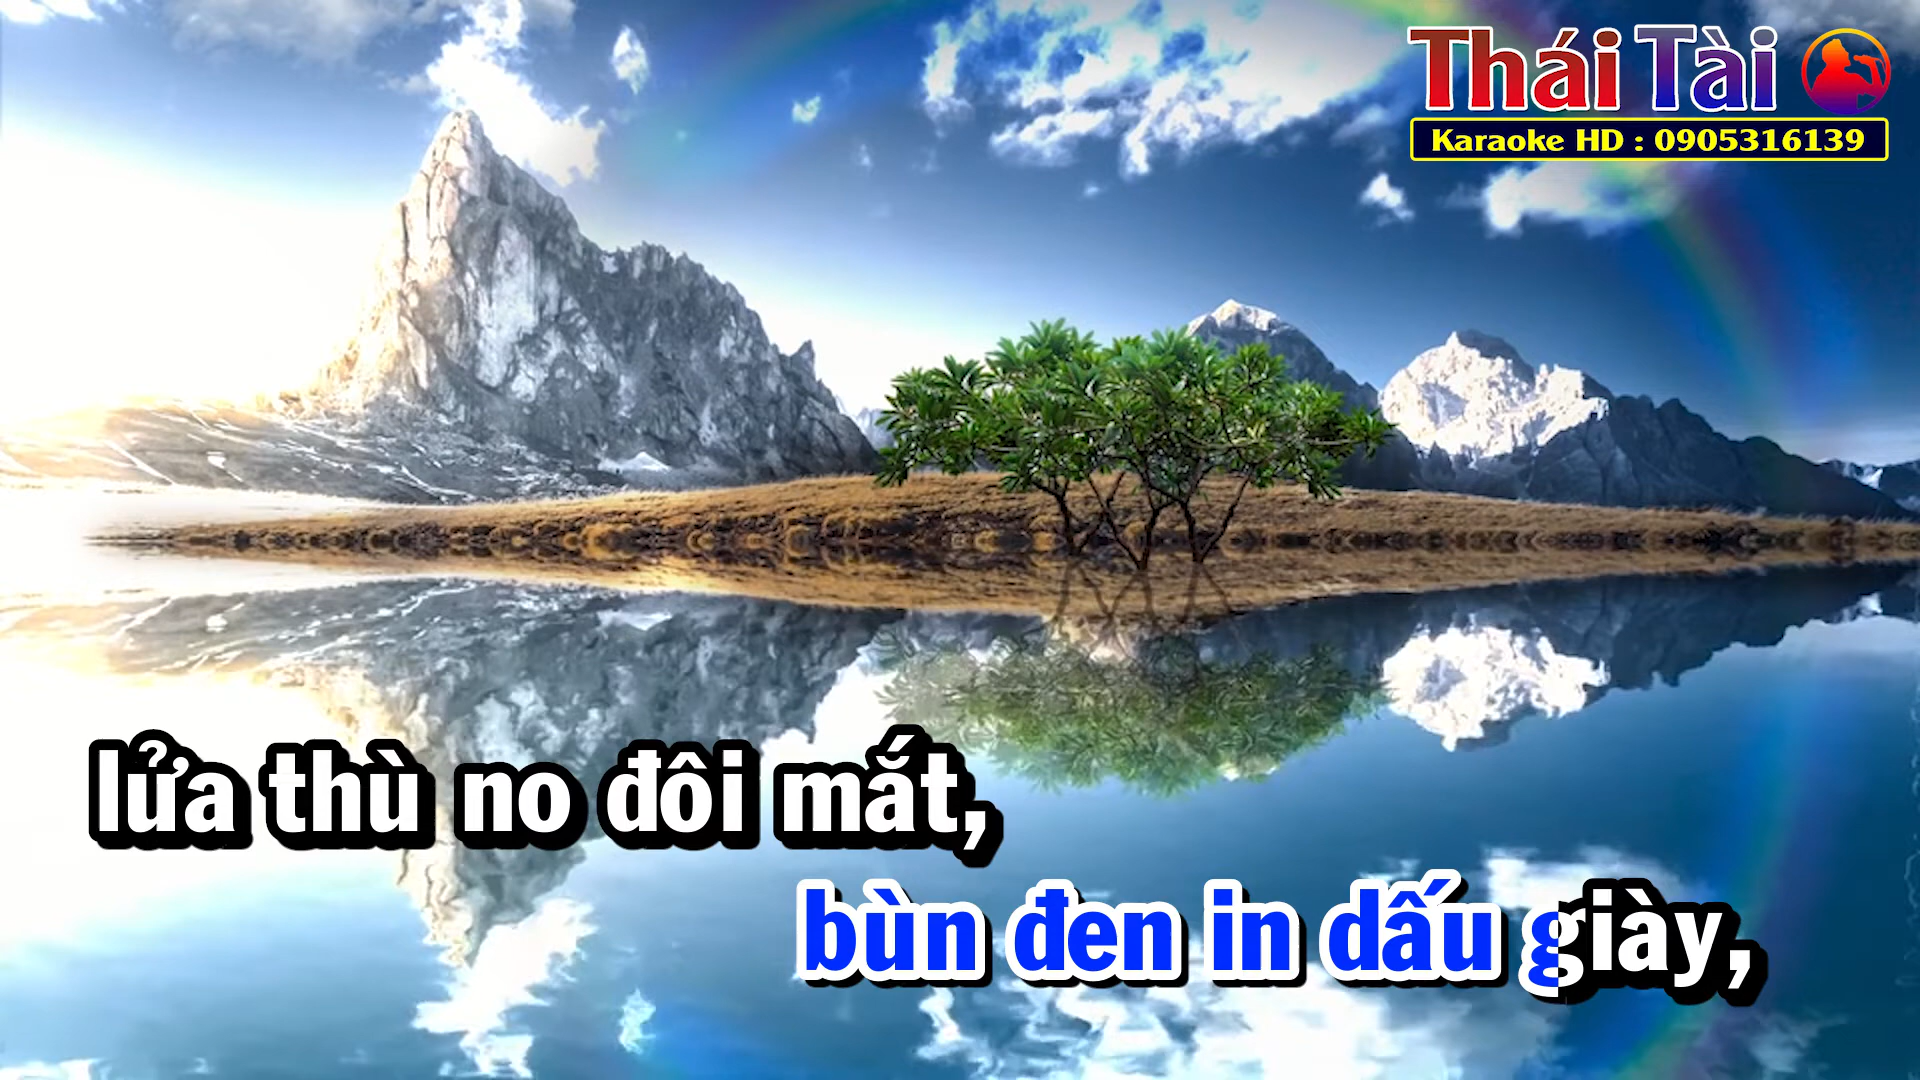 Thái Tài
Karaoke HD : 0905316139
lửa thù no đôi mắt,
bùn đen in dấu giày,